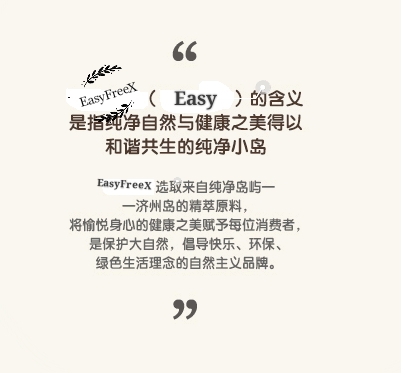 “
EasyFreeX （ Easy ）的含义
是指纯净自然与健康之美得以
和谐共生的纯净小岛
EasyFreeX 选取来自纯净岛屿—
—济州岛的精萃原料，
将愉悦身心的健康之美赋予每位消费者，
是保护大自然，倡导快乐、环保、
绿色生活理念的自然主义品牌。
”